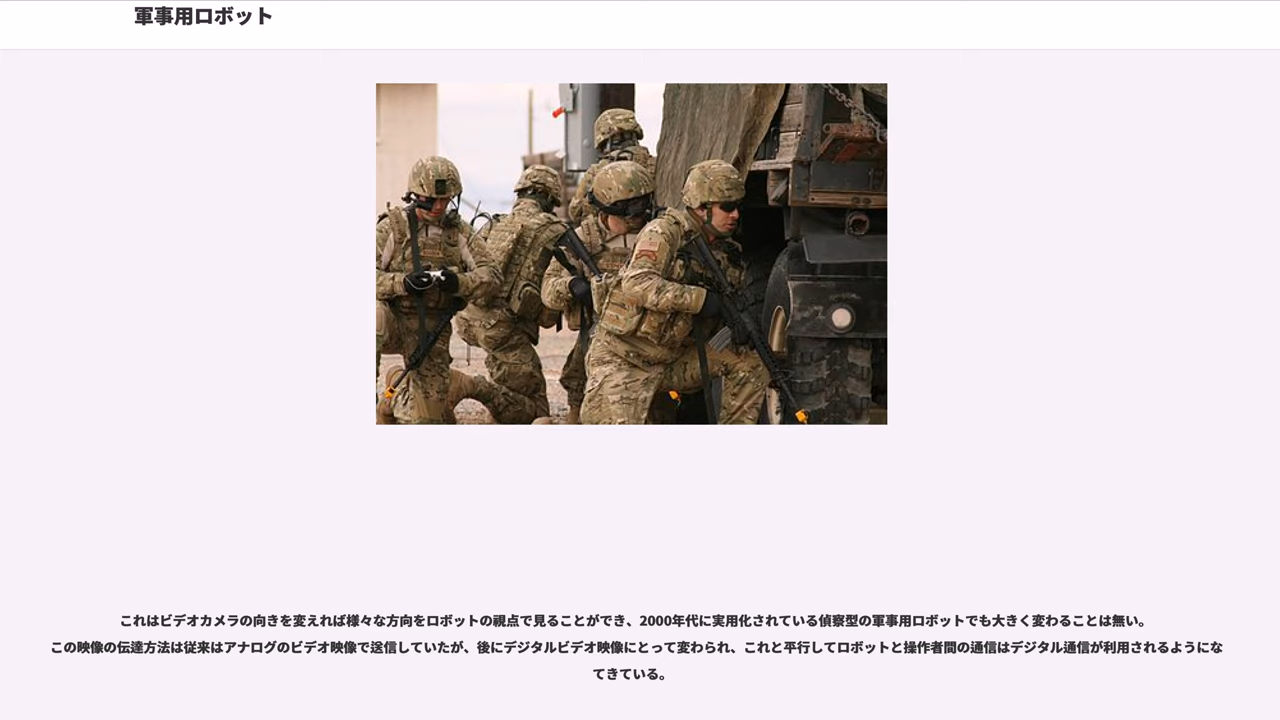 軍事用ロボット
これはビデオカメラの向きを変えれば様々な方向をロボットの視点で見ることができ、2000年代に実用化されている偵察型の軍事用ロボットでも大きく変わることは無い。
この映像の伝達方法は従来はアナログのビデオ映像で送信していたが、後にデジタルビデオ映像にとって変わられ、これと平行してロボットと操作者間の通信はデジタル通信が利用されるようにな
てきている。